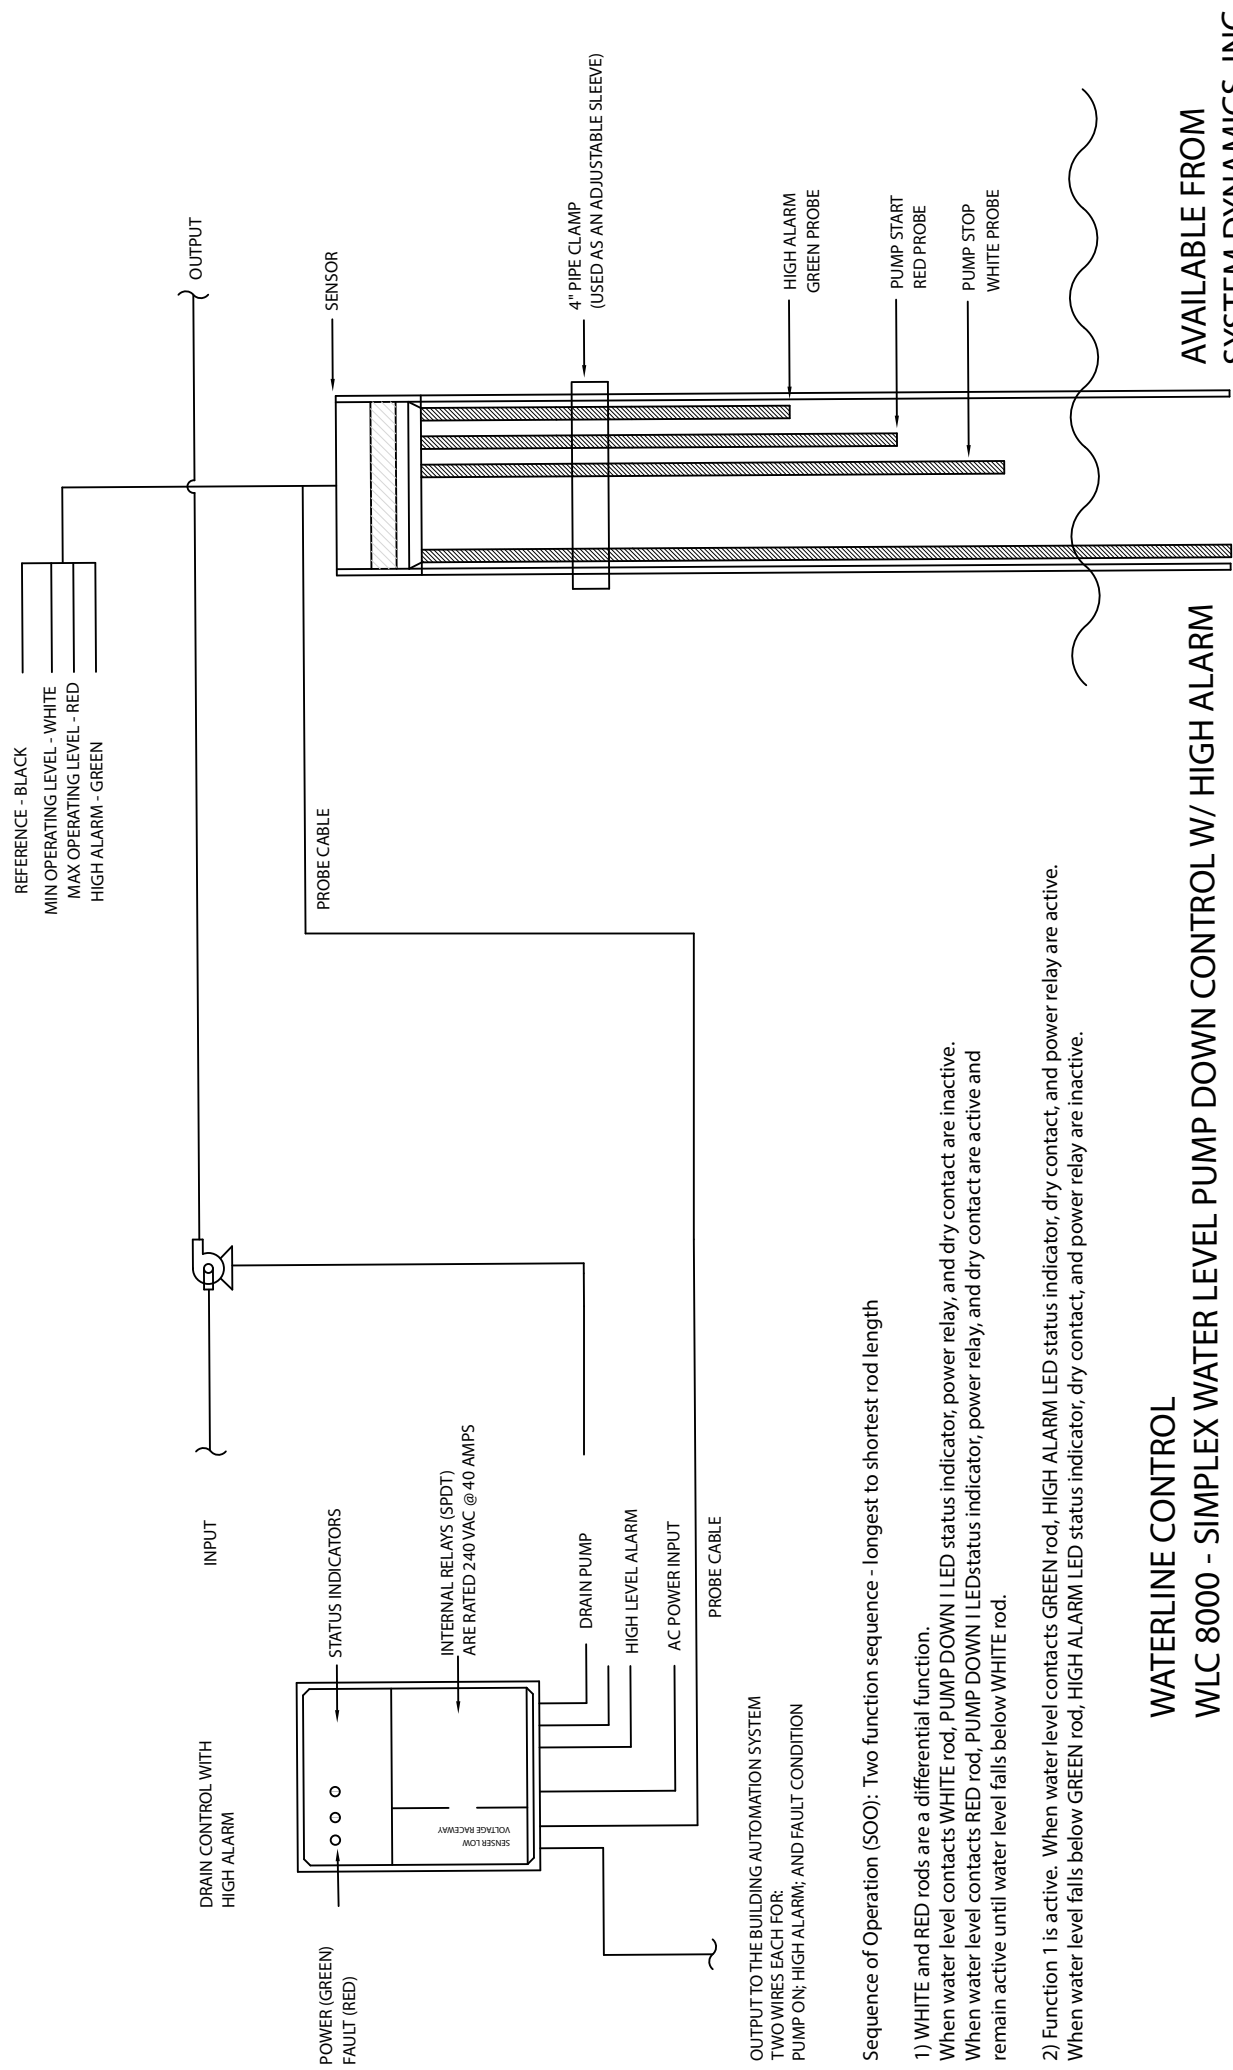 REFERENCE - BLACK
MIN OPERATING LEVEL - WHITE
MAX OPERATING LEVEL - RED
HIGH ALARM - GREEN
OUTPUT
SENSOR
4" PIPE CLAMP
(USED AS AN ADJUSTABLE SLEEVE)
HIGH ALARM
GREEN PROBE
PUMP START
RED PROBE
PUMP STOP
WHITE PROBE
PROBE CABLE
INPUT
DRAIN CONTROL WITH
HIGH ALARM
STATUS INDICATORS
INTERNAL RELAYS (SPDT)
ARE RATED 240 VAC @ 40 AMPS
POWER (GREEN)
FAULT (RED)
SENSER LOW
VOLTAGE RACEWAY
DRAIN PUMP
HIGH LEVEL ALARM
AC POWER INPUT
PROBE CABLE
OUTPUT TO THE BUILDING AUTOMATION SYSTEM
TWO WIRES EACH FOR:
PUMP ON; HIGH ALARM; AND FAULT CONDITION
Sequence of Operation (SOO): Two function sequence - longest to shortest rod length
1) WHITE and RED rods are a differential function.
When water level contacts WHITE rod, PUMP DOWN I LED status indicator, power relay, and dry contact are inactive.
When water level contacts RED rod, PUMP DOWN I LEDstatus indicator, power relay, and dry contact are active and
remain active until water level falls below WHITE rod.
2) Function 1 is active. When water level contacts GREEN rod, HIGH ALARM LED status indicator, dry contact, and power relay are active.
When water level falls below GREEN rod, HIGH ALARM LED status indicator, dry contact, and power relay are inactive.
WATERLINE CONTROL
WLC 8000 - SIMPLEX WATER LEVEL PUMP DOWN CONTROL W/ HIGH ALARM
AVAILABLE FROM
SYSTEM DYNAMICS, INC